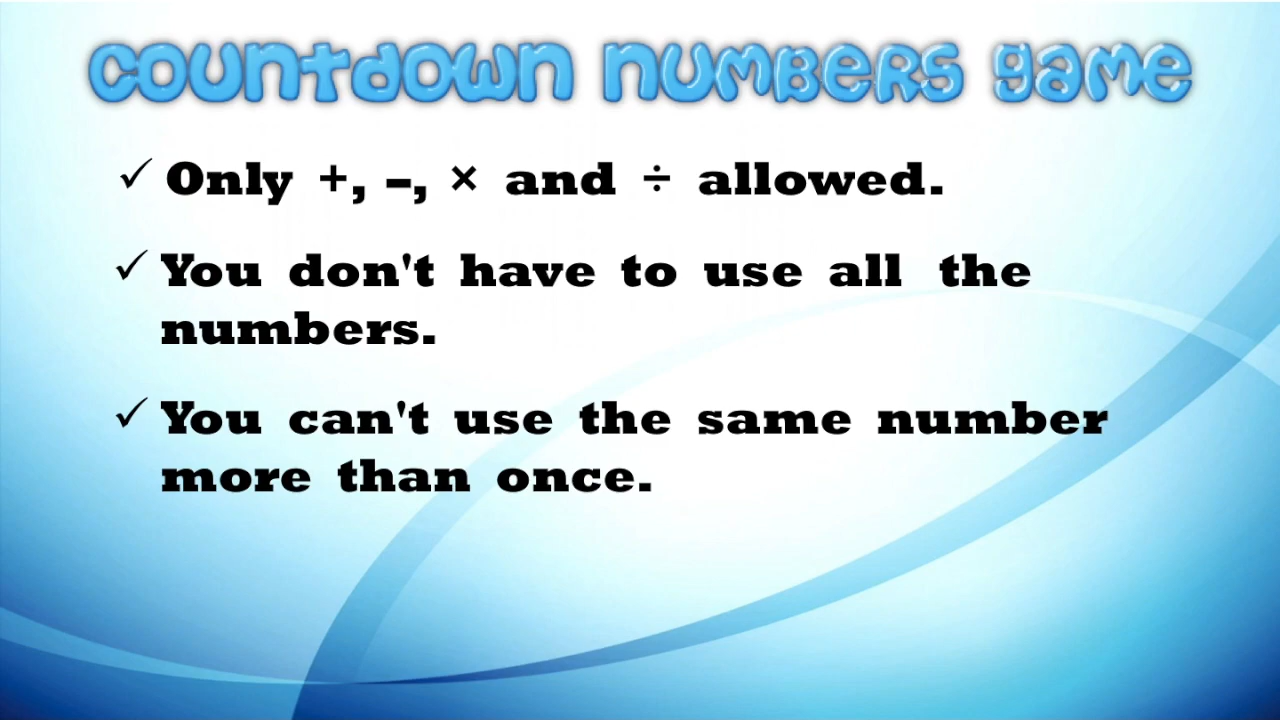 Countdown Numbers Game
✓ Only +, –, × and ÷ allowed.
✓ You don't have to use all the
numbers.
✓ You can't use the same number
more than once.